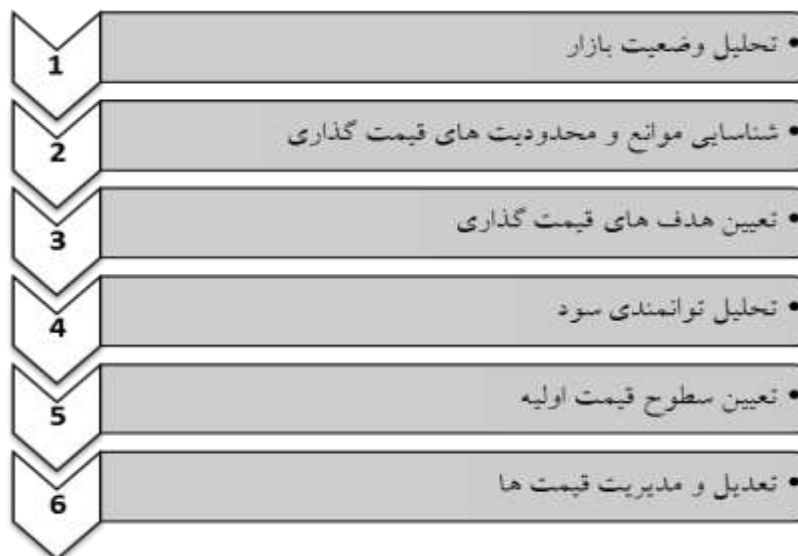 1 • تحلیل وضعیت بازار
2 • شناسایی موانع و محدودیت های قیمت گذاری
3 • تعیین هدف های قیمت گذاری
4 • تحلیل توانمندی سود
5 • تعیین سطوح قیمت اولیه
6 • تعدیل و مدیریت قیمت ها